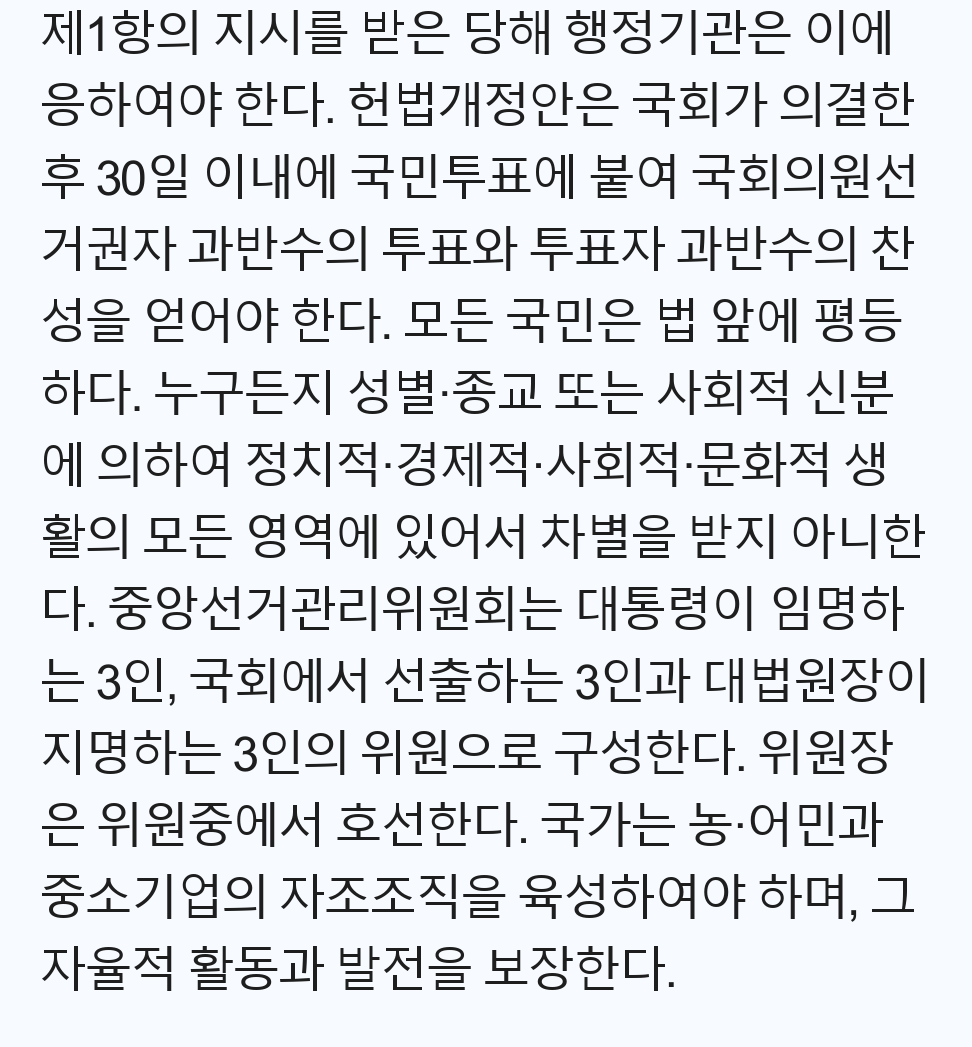 제1항의 지시를 받은 당해 행정기관은 이에
응하여야 한다. 헌법개정안은 국회가 의결한
후 30일 이내에 국민투표에 붙여 국회의원선
거권자 과반수의 투표와 투표자 과반수의 찬
성을 얻어야 한다. 모든 국민은 법 앞에 평등
하다. 누구든지 성별·종교 또는 사회적 신분
에 의하여 정치적·경제적·사회적·문화적 생
활의 모든 영역에 있어서 차별을 받지 아니한
다. 중앙선거관리위원회는 대통령이 임명하
는 3인, 국회에서 선출하는 3인과 대법원장이
지명하는 3인의 위원으로 구성한다. 위원장
은 위원중에서 호선한다. 국가는 농·어민과
중소기업의 자조조직을 육성하여야 하며, 그
자율적 활동과 발전을 보장한다.